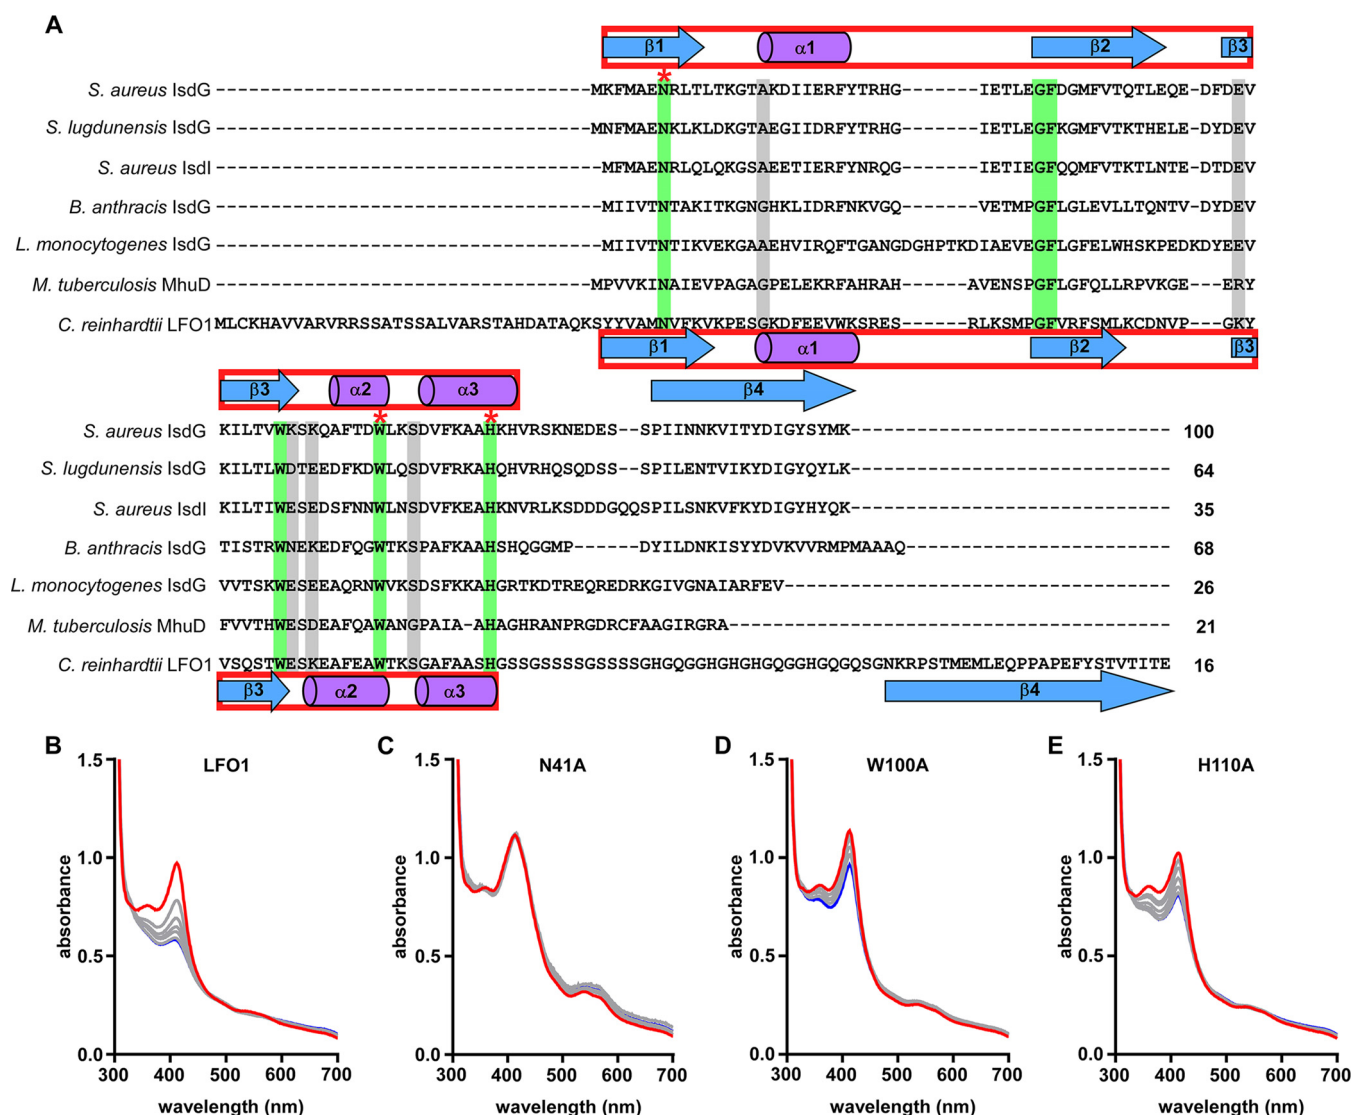 A
β1 α1 β2 β3
*
S. aureus IsdG -----------------------------------------MKFMAENRLTLTKGTAKDIIERFYTRHG--------IETLEGFDGMFVTQTLEQE-DFDEV
S. lugdunensis IsdG -----------------------------------------MNFMAENKLKLDKGTAEGIIDRFYTRHG--------IETLEGFKGMFVTKTHELE-DYDEV
S. aureus IsdI ------------------------------------------MFMAENRLQLQKGSAEETIERFYNRQG--------IETIEGFQQMFVTKTLNTE-DTDEV
B. anthracis IsdG ------------------------------------------MIIVTNTAKITKGNGHKLIDRFNKVGQ--------VETMPGFLGLEVLLTQNTV-DYDEV
L. monocytogenes IsdG ------------------------------------------MIIVTNTIKVEKGAAEHVIRQFTGANGDGHPTKDIAEVEGFLGFELWHSKPEDKDYEEV
M. tuberculosis MhuD -----------------------------------------MPVVKINAIEVPAGAGPELEKRFAHRAH-------AVENSPGFLGFQLLRPVKGE---ERY
C. reinhardtii LFO1 MLCKHAVVARVRRSSATSSALVARSTAHDATAQKSYYVAMNVFKVKPESGKDFEEVWKSRES-------RLKSMPGFVRFSMLKCDNVP---GKY
β1 α1 β2 β3
β3 α2 α3 β4
* *
S. aureus IsdG KILTVWKSKQAFTDWLKSDVFKAAHKHVRSKNEDES--SPIINNKVITYDIGYSYMK----------------------------------- 100
S. lugdunensis IsdG KILTLWDTEEDFKDWLQSDVFRKAHQHVRHQSQDSS--SPILENTVIKYDIGYQYLK----------------------------------- 64
S. aureus IsdI KILTIWESEDSFNNWLNSDVFKEAHKNVRLKSDDDGQQSPILSNKVFKYDIGYHYQK----------------------------------- 35
B. anthracis IsdG TISTRWNEKEDFQGWTKSPAFKAAHSHQGGMP------DYILDNKISYYDVKVVRMPMAAAQ----------------------------- 68
L. monocytogenes IsdG VVTSKWESEEAQRNWVKSDSFKKAHGRTKDTREQREDRKGIVGNAIARFEV------------------------------------------ 26
M. tuberculosis MhuD FVVTHWESDEAFQAWANGPAIA-AHAGHRANPRGDRCFAAGIRGRA------------------------------------------------ 21
C. reinhardtii LFO1 VSQSTWESKEAFEAWTKSGAFAASHGSSGSSSSGSSSSGHGQGGHGHGHGQGGHGQGQSGNKRPSTMEMLEQPPAPEFYSTVTITE 16
β3 α2 α3 β4
B
LFO1
1.5
1.0
0.5
0.0
absorbance
300 400 500 600 700
wavelength (nm)
C
N41A
1.5
1.0
0.5
0.0
absorbance
300 400 500 600 700
wavelength (nm)
D
W100A
1.5
1.0
0.5
0.0
absorbance
300 400 500 600 700
wavelength (nm)
E
H110A
1.5
1.0
0.5
0.0
absorbance
300 400 500 600 700
wavelength (nm)